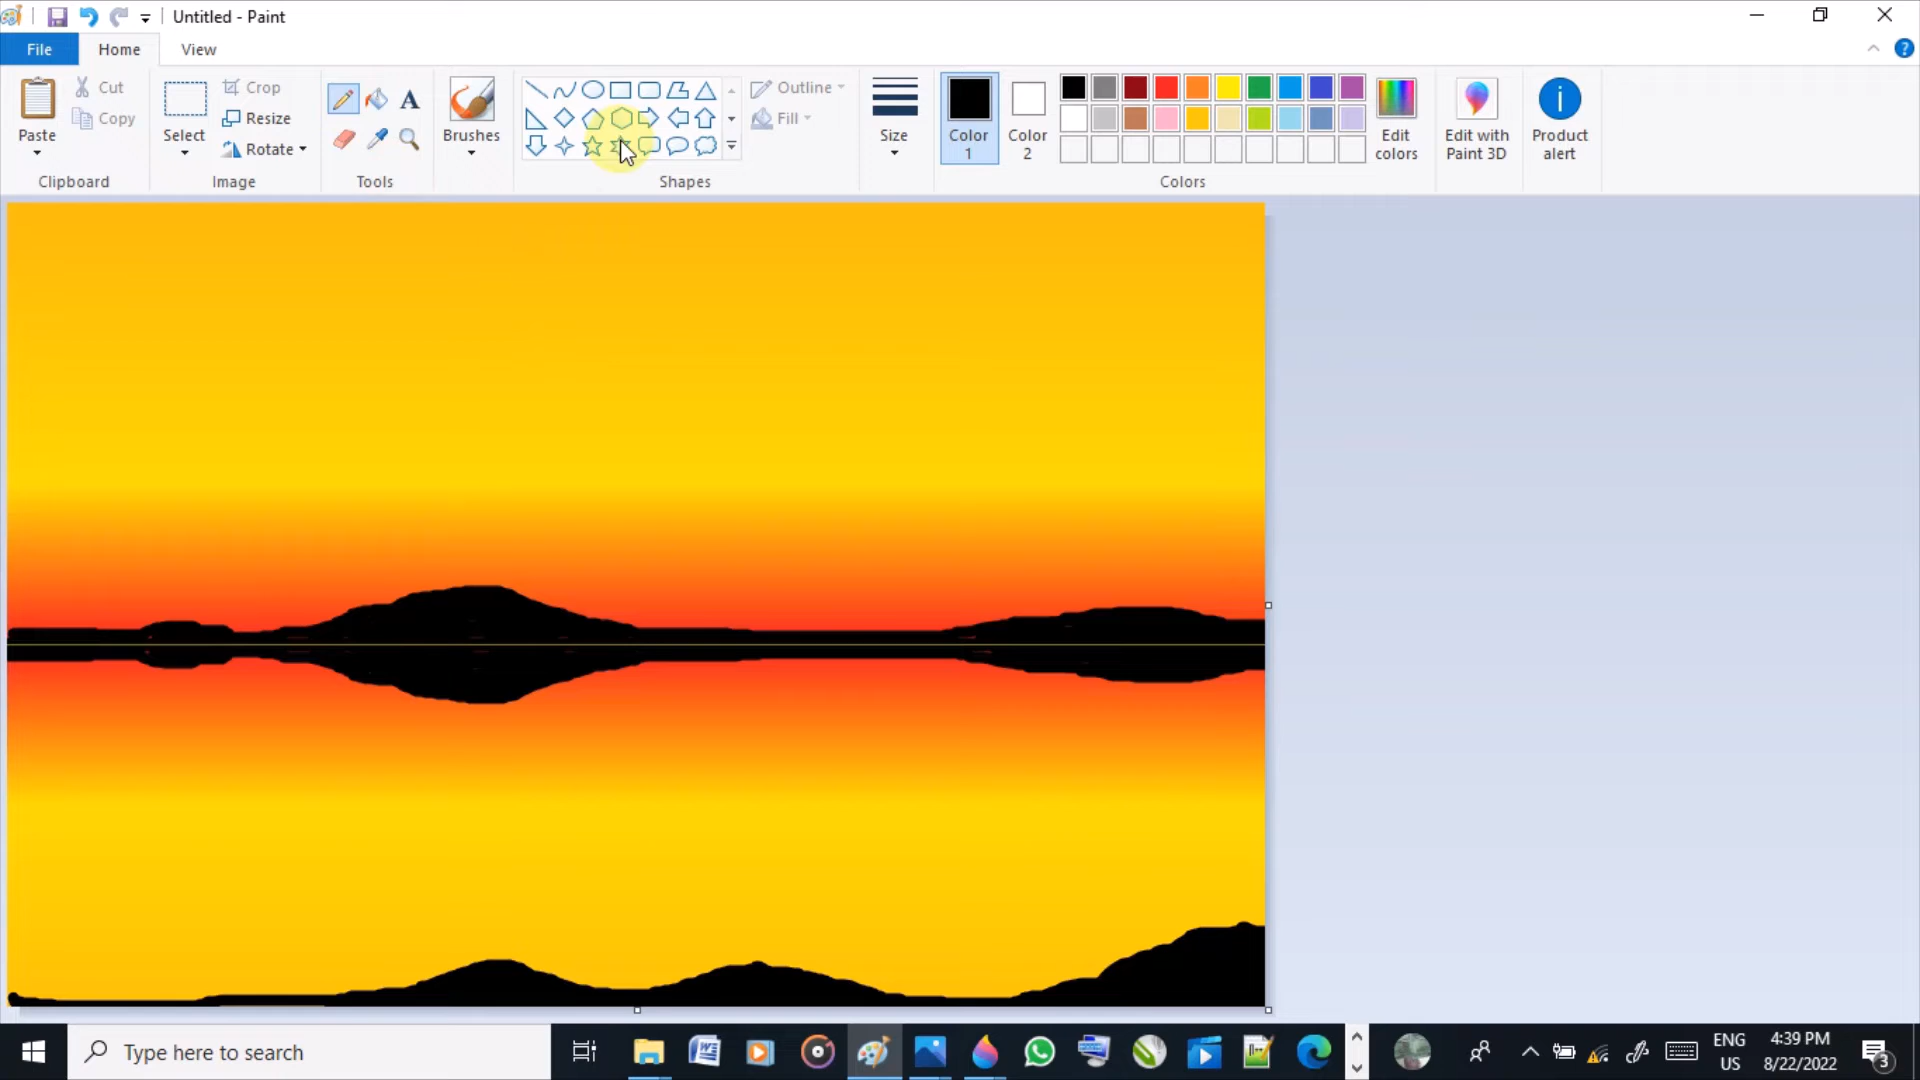 Untitled - Paint
File Home View
Paste
Cut
Copy
Clipboard
Select
Crop
Resize
Rotate
Image
A
Tools
Brushes
Outline
Fill
Shapes
Size
Color 1
Color 2
Edit colors
Colors
Edit with Paint 3D
Product alert
Type here to search
ENG
US
4:39 PM
8/22/2022
3